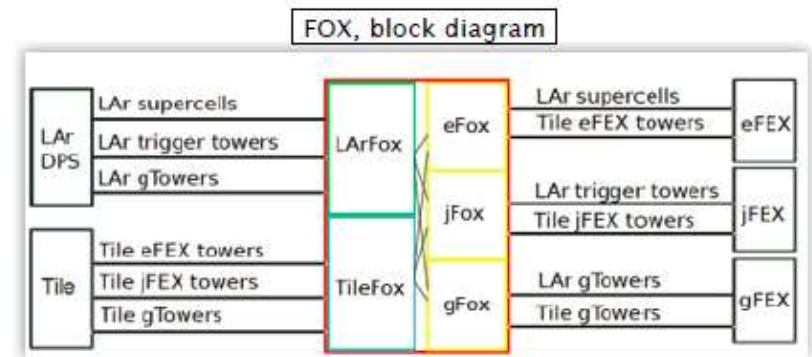 FOX, block diagram
LAr DPS
LAr supercells
LAr trigger towers
LAr gTowers
Tile
Tile eFEX towers
Tile jFEX towers
Tile gTowers
LArFox
TileFox
eFox
jFox
gFox
LAr supercells
Tile eFEX towers
eFEX
LAr trigger towers
Tile jFEX towers
jFEX
LAr gTowers
Tile gTowers
gFEX